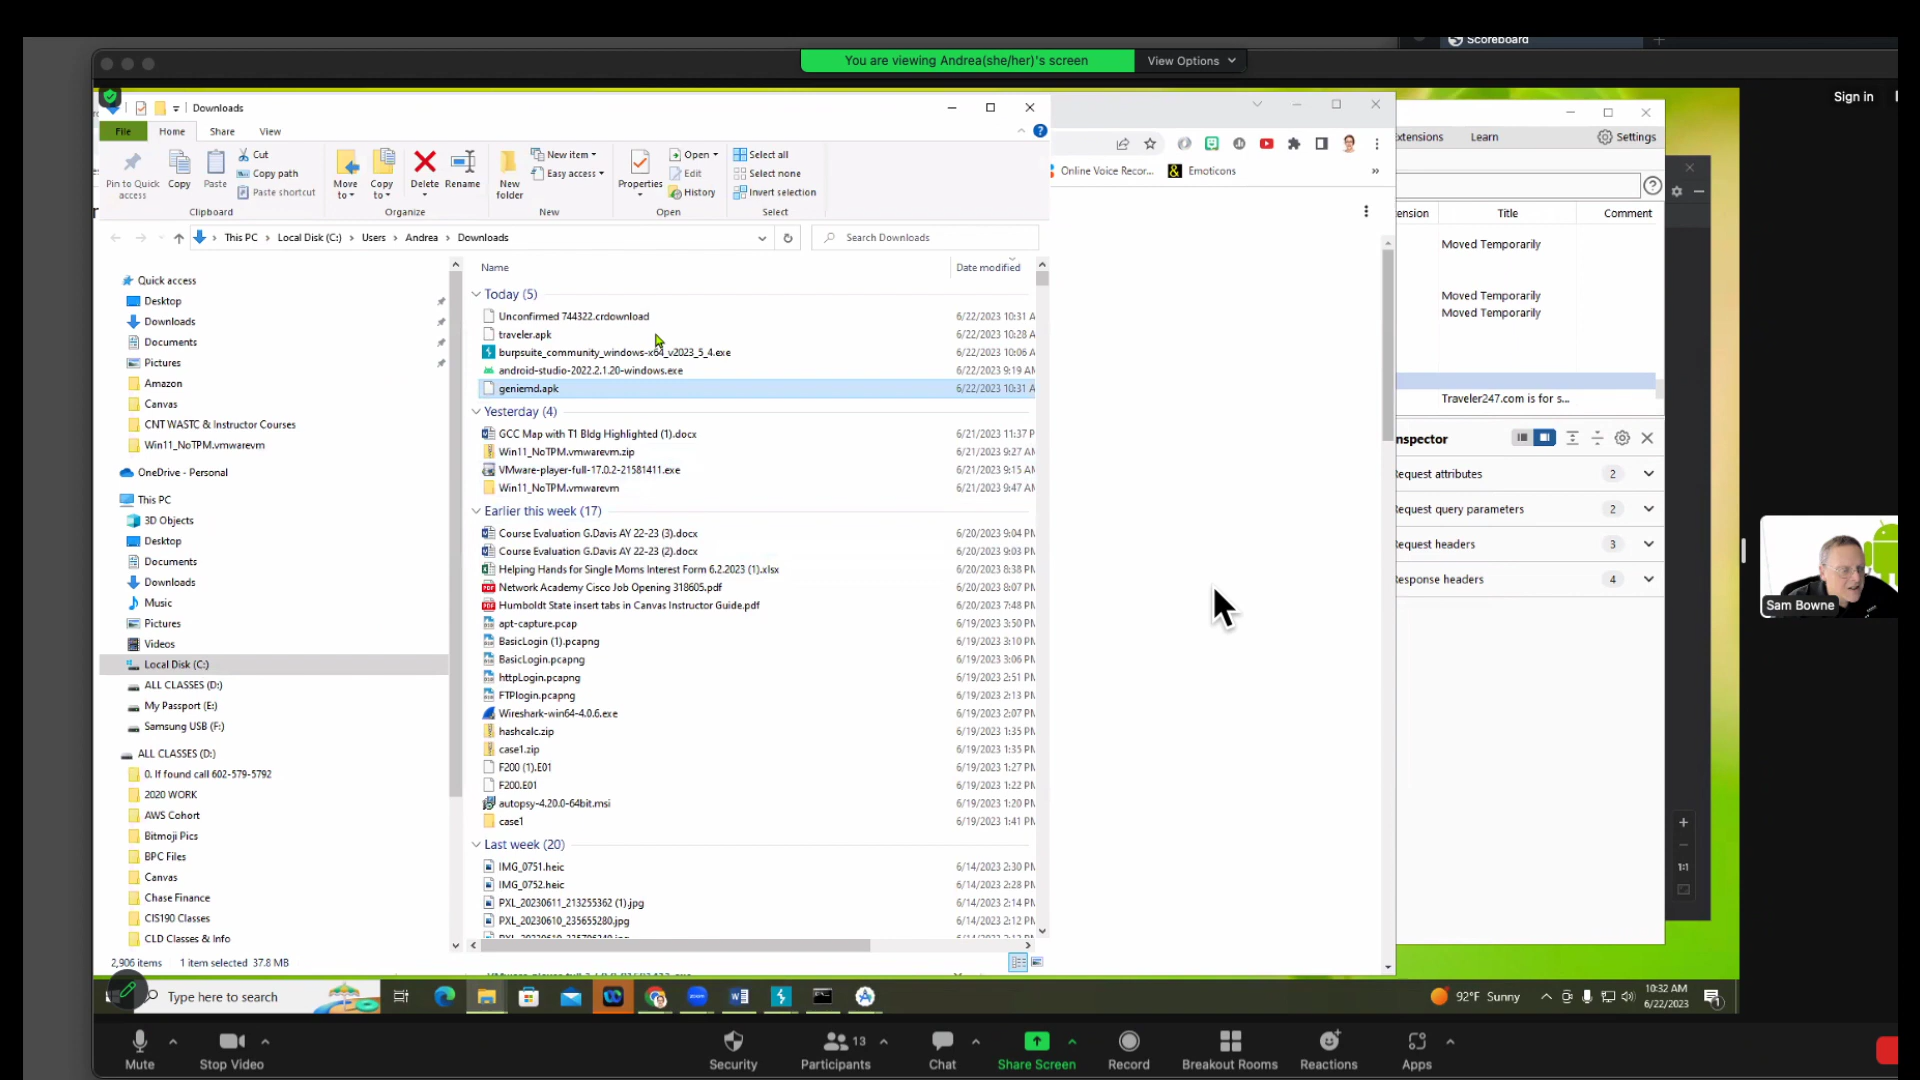 Scoreboard
You are viewing Andrea(she/her)'s screen
View Options
Sign in
Downloads
File
Home
Share
View
Pin to Quick access
Copy
Paste
Cut
Copy path
Paste shortcut
Clipboard
Move to
Copy to
Delete
Rename
Organize
New folder
New item
Easy access
New
Properties
Open
Edit
History
Open
Select all
Select none
Invert selection
Select
This PC > Local Disk (C:) > Users > Andrea > Downloads
Search Downloads
Online Voice Recor...
Emoticons
»
xtensions
Learn
Settings
ension
Title
Comment
Moved Temporarily
Moved Temporarily
Moved Temporarily
Traveler247.com is for s...
nspector
Request attributes 2
Request query parameters 2
Request headers 3
Response headers 4
1:1
Sam Bowne
Quick access
Desktop
Downloads
Documents
Pictures
Amazon
Canvas
CNT WASTC & Instructor Courses
Win11_NoTPM.vmwarevm
OneDrive - Personal
This PC
3D Objects
Desktop
Documents
Downloads
Music
Pictures
Videos
Local Disk (C:)
ALL CLASSES (D:)
My Passport (E:)
Samsung USB (F:)
ALL CLASSES (D:)
0. If found call 602-579-5792
2020 WORK
AWS Cohort
Bitmoji Pics
BPC Files
Canvas
Chase Finance
CIS190 Classes
CLD Classes & Info
Name
Date modified
Today (5)
Unconfirmed 744322.crdownload 6/22/2023 10:31 A
traveler.apk 6/22/2023 10:28 A
burpsuite_community_windows-x64_v2023_5_4.exe 6/22/2023 10:06 A
android-studio-2022.2.1.20-windows.exe 6/22/2023 9:19 AM
geniemd.apk 6/22/2023 10:31 A
Yesterday (4)
GCC Map with T1 Bldg Highlighted (1).docx 6/21/2023 11:37 P
Win11_NoTPM.vmwarevm.zip 6/21/2023 9:27 AM
VMware-player-full-17.0.2-21581411.exe 6/21/2023 9:15 AM
Win11_NoTPM.vmwarevm 6/21/2023 9:47 AM
Earlier this week (17)
Course Evaluation G.Davis AY 22-23 (3).docx 6/20/2023 9:04 PM
Course Evaluation G.Davis AY 22-23 (2).docx 6/20/2023 9:03 PM
Helping Hands for Single Moms Interest Form 6.2.2023 (1).xlsx 6/20/2023 8:38 PM
Network Academy Cisco Job Opening 318605.pdf 6/20/2023 8:07 PM
Humboldt State insert tabs in Canvas Instructor Guide.pdf 6/20/2023 7:48 PM
apt-capture.pcap 6/19/2023 3:50 PM
BasicLogin (1).pcapng 6/19/2023 3:10 PM
BasicLogin.pcapng 6/19/2023 3:06 PM
httpLogin.pcapng 6/19/2023 2:51 PM
FTPlogin.pcapng 6/19/2023 2:13 PM
Wireshark-win64-4.0.6.exe 6/19/2023 2:07 PM
hashcalc.zip 6/19/2023 1:35 PM
case1.zip 6/19/2023 1:35 PM
F200 (1).E01 6/19/2023 1:27 PM
F200.E01 6/19/2023 1:22 PM
autopsy-4.20.0-64bit.msi 6/19/2023 1:20 PM
case1 6/19/2023 1:41 PM
Last week (20)
IMG_0751.heic 6/14/2023 2:30 PM
IMG_0752.heic 6/14/2023 2:28 PM
PXL_20230611_213255362 (1).jpg 6/14/2023 2:14 PM
PXL_20230610_235655280.jpg 6/14/2023 2:12 PM
2,906 items
1 item selected 37.8 MB
Type here to search
92°F Sunny
10:32 AM
6/22/2023
1
Mute
Stop Video
Security
13
Participants
Chat
Share Screen
Record
Breakout Rooms
Reactions
Apps